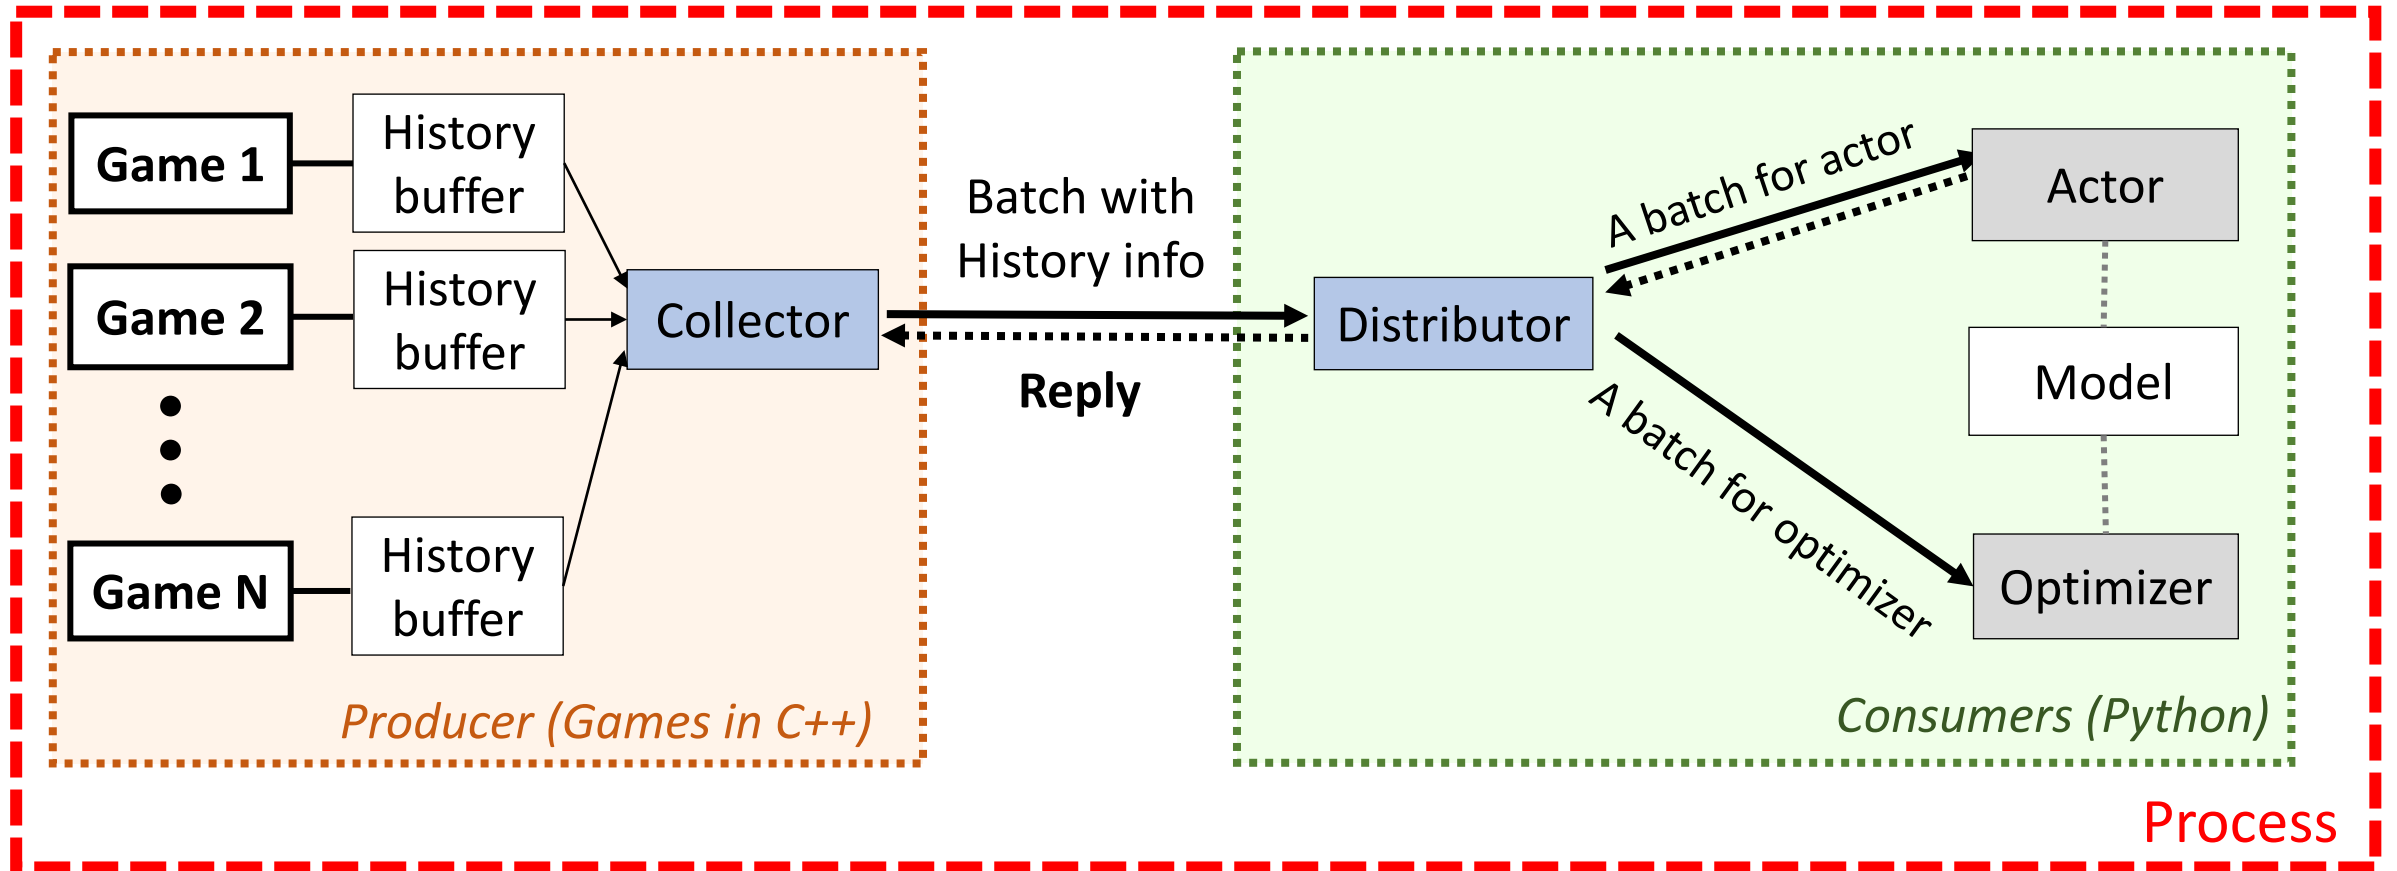 Game 1
History
buffer
Game 2
History
buffer
Game N
History
buffer
Collector
Producer (Games in C++)
Batch with
History info
Reply
Distributor
A batch for actor
A batch for optimizer
Actor
Model
Optimizer
Consumers (Python)
Process